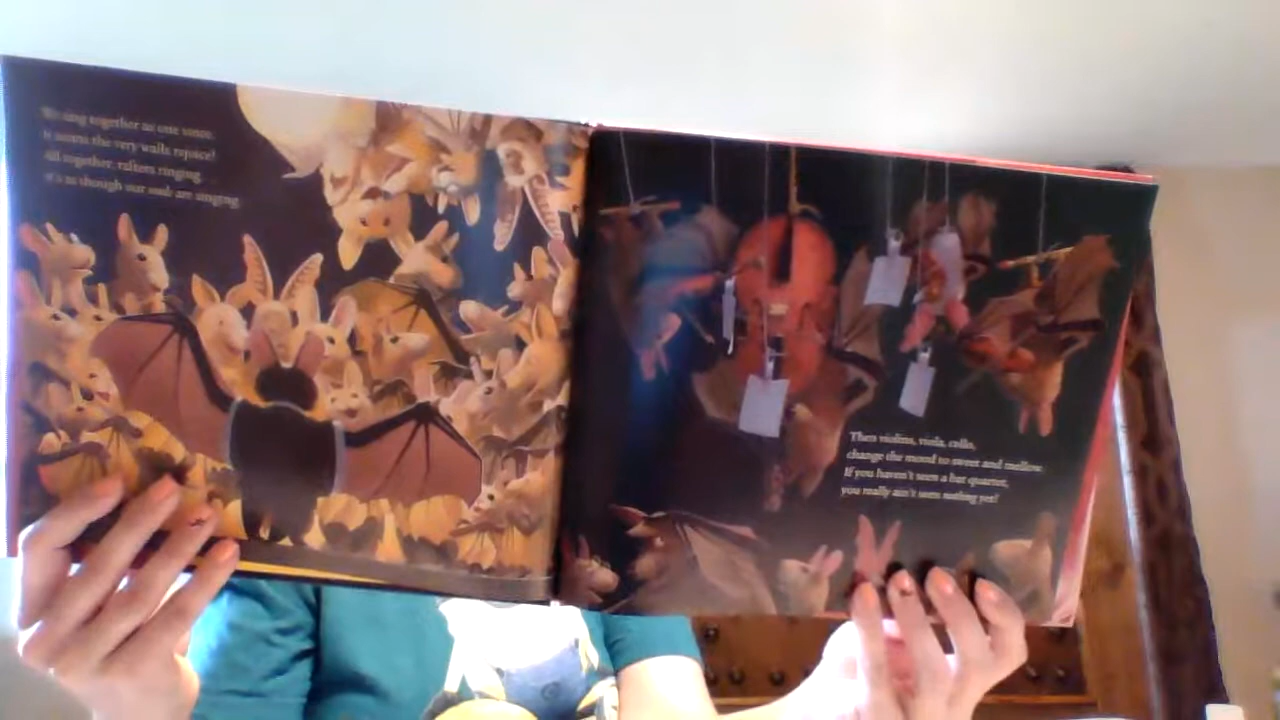 We sing together as one voice.
It seems the very walls rejoice!
All together, rafters ringing,
it's as though our souls are singing.
Then violins, viola, cello,
change the mood to sweet and mellow.
If you haven't seen a bat quartet,
you really ain't seen nothing yet!